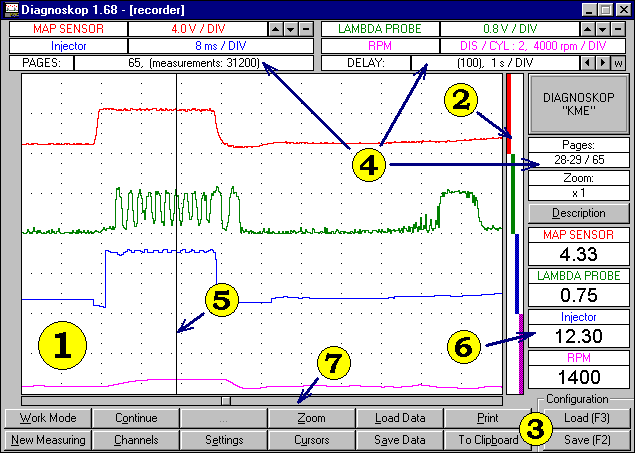 Diagnoskop 1.68 - [recorder]
MAP SENSOR 4.0 V / DIV
LAMBDA PROBE 0.8 V / DIV
Injector 8 ms / DIV
RPM DIS / CYL : 2, 4000 rpm / DIV
PAGES: 65, (measurements: 31200)
DELAY: (100), 1 s / DIV w
DIAGNOSKOP
"KME"
2
4
Pages:
28-29 / 65
Zoom:
x 1
Description
MAP SENSOR
4.33
LAMBDA PROBE
0.75
Injector
12.30
RPM
1400
5
1
6
7
Configuration
Work Mode Continue ... Zoom Load Data Print Load (F3)
3
New Measuring Channels Settings Cursors Save Data To Clipboard Save (F2)